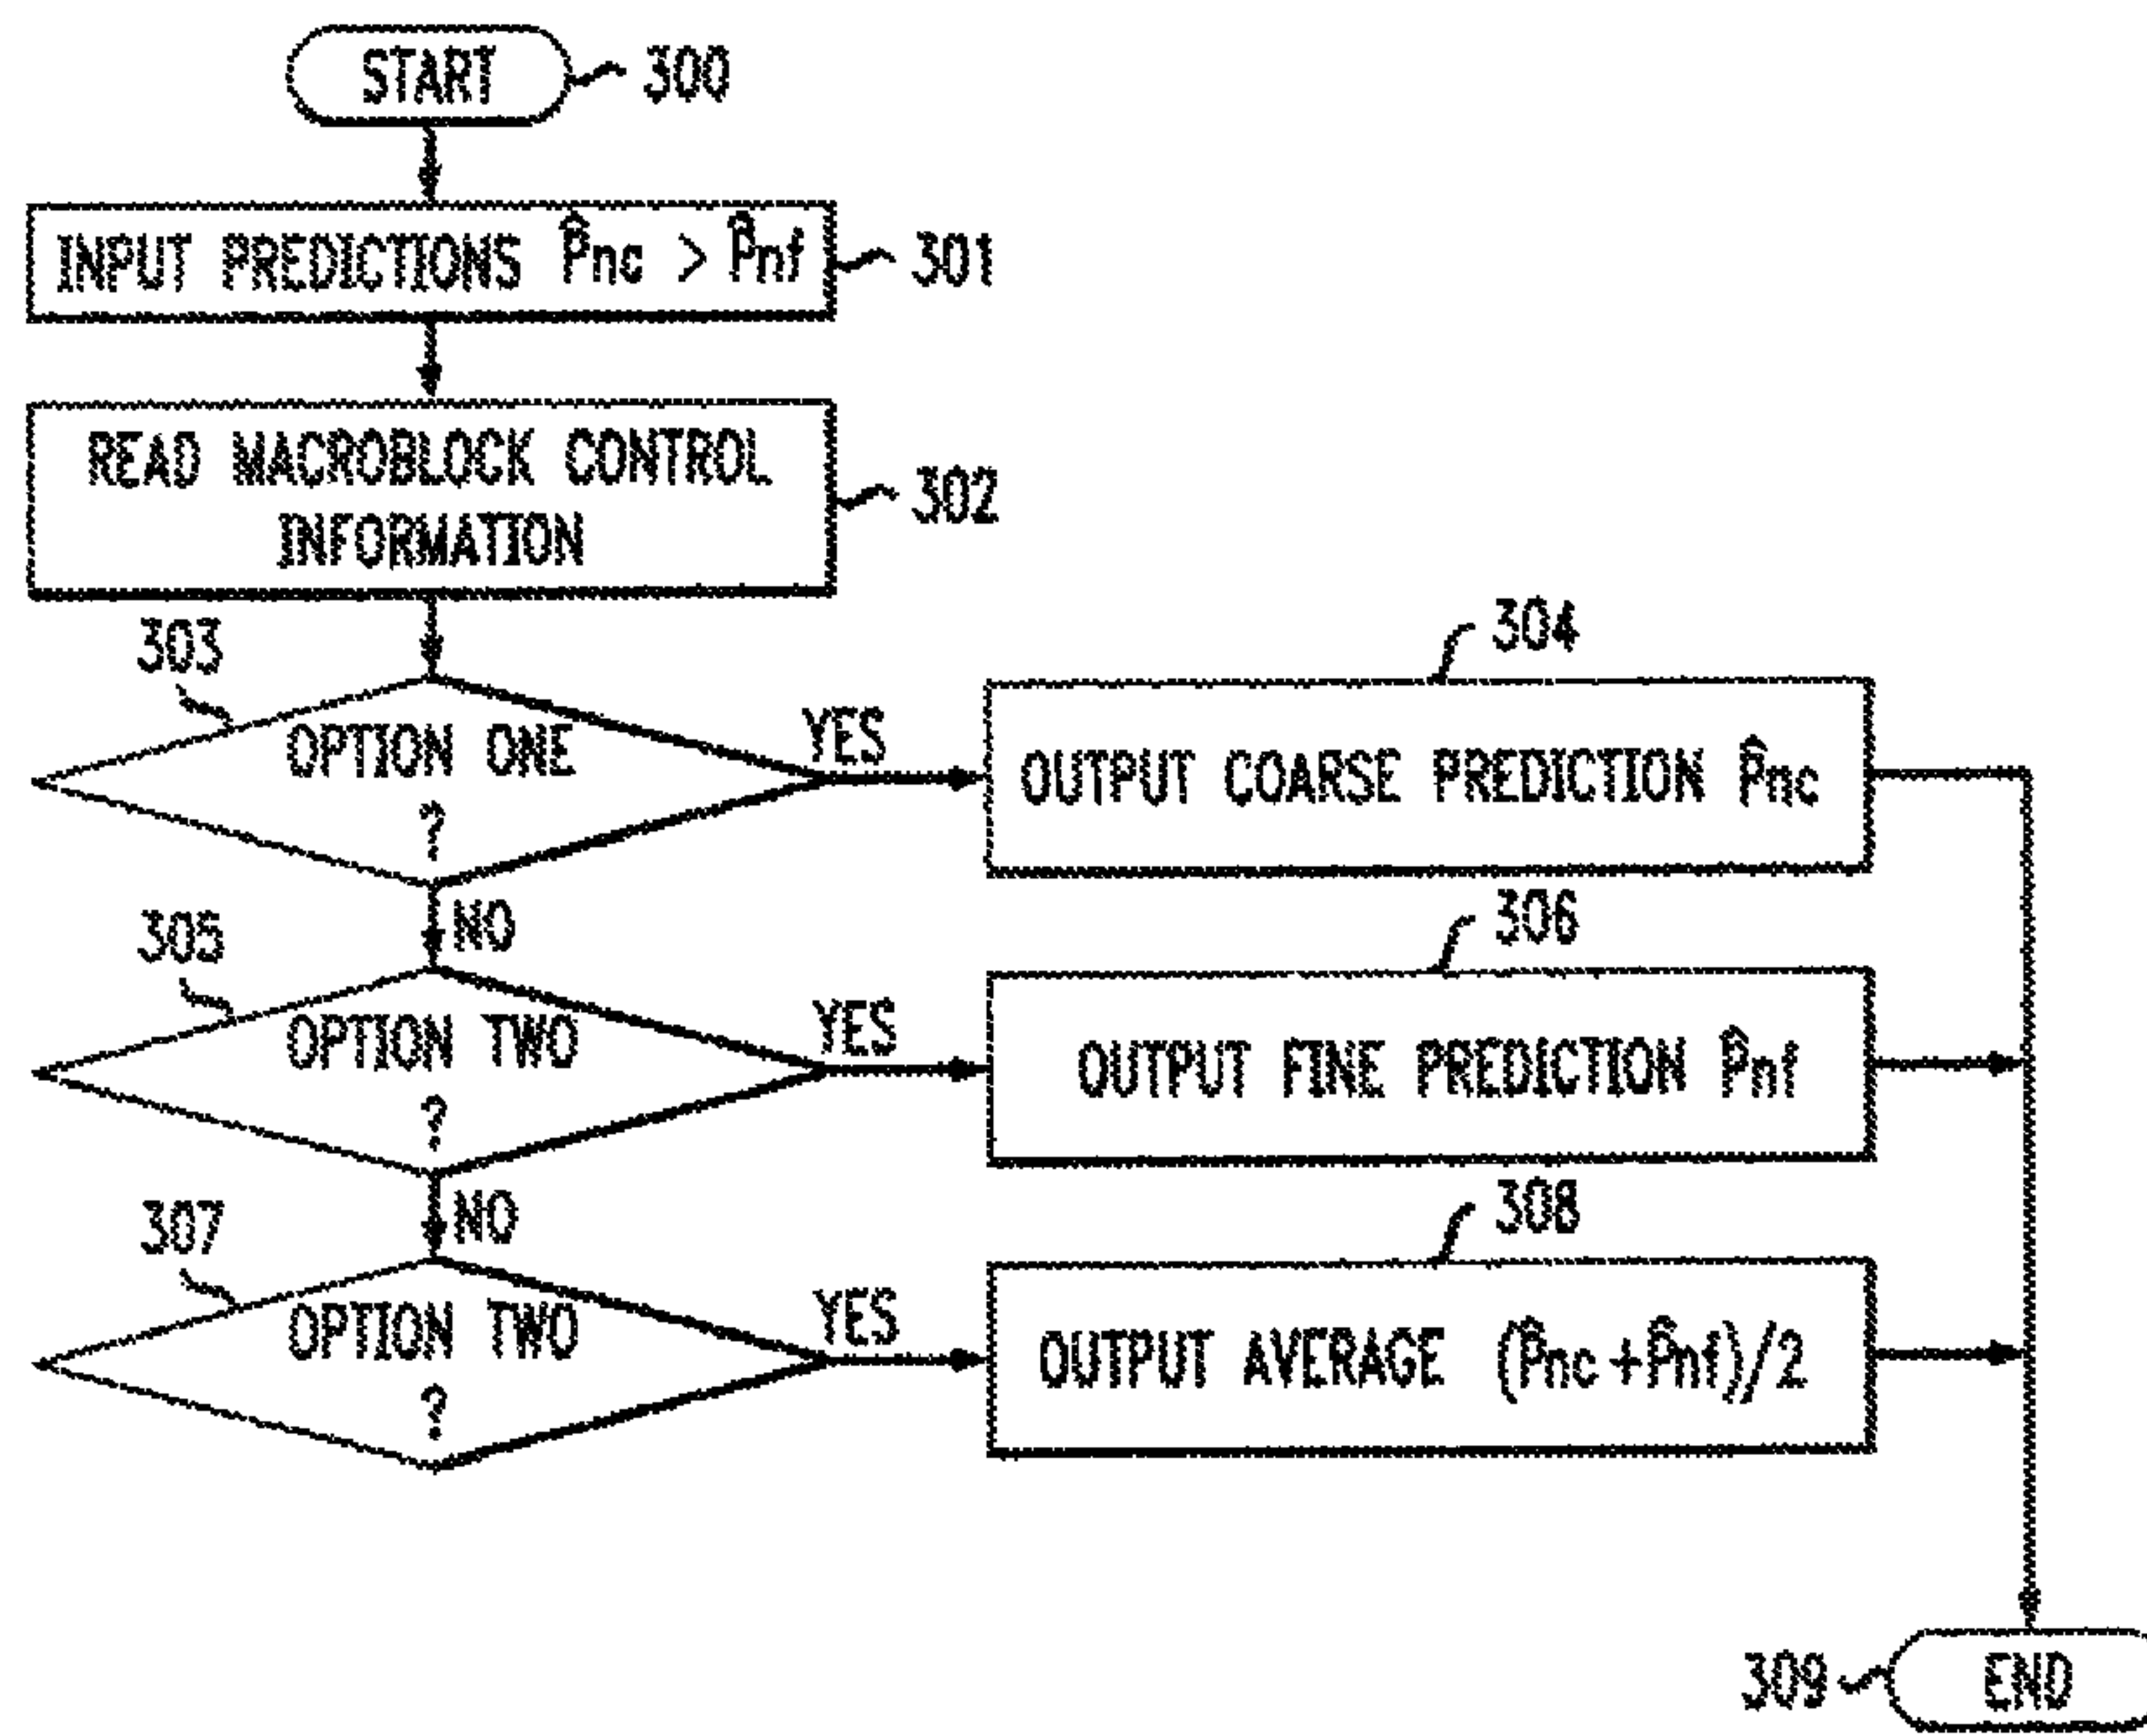 START
300
INPUT PREDICTIONS P̂nc > P̂nf
301
READ MACROBLOCK CONTROL
INFORMATION
302
303
OPTION ONE
?
YES
304
OUTPUT COARSE PREDICTION P̂nc
NO
305
OPTION TWO
?
YES
306
OUTPUT FINE PREDICTION P̂nf
NO
307
OPTION TWO
?
YES
308
OUTPUT AVERAGE (P̂nc + P̂nf)/2
309
END